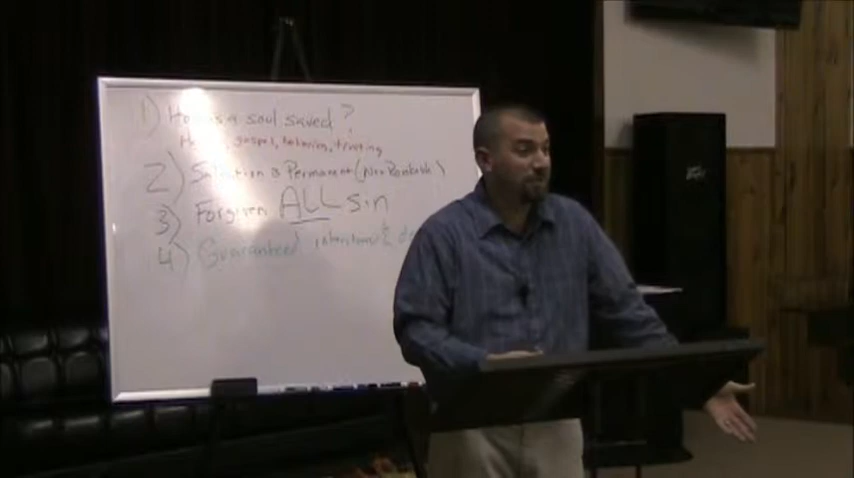 1) How is a soul saved?
gospel, believing, trusting
2) Salvation is Permanent (Non Revokable)
3) Forgiven ALL Sin
4) Guaranteed inheritance &